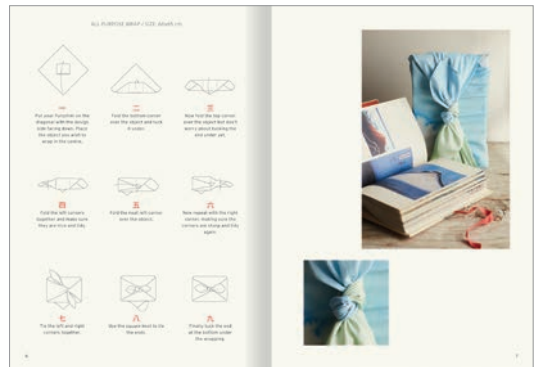 ALL-PURPOSE WRAP / SIZE
一
Put your furoshiki on the
diagonal with the design
side facing down. Place
the object you wish to
wrap in the centre.
二
Fold the bottom corner
over the object and tuck
it under.
三
Now fold the top corner
over the object but don't
worry about tucking the
end under yet.
四
Fold the left corners
together and make sure
they are nice and tidy.
五
Fold the neat left corner
over the object.
六
Now repeat with the right
corner, making sure the
corners are sharp and tidy
again.
七
Tie the left and right
corners together.
八
Use the square knot to tie
the ends.
九
Finally tuck the end
at the bottom under
the wrapping.